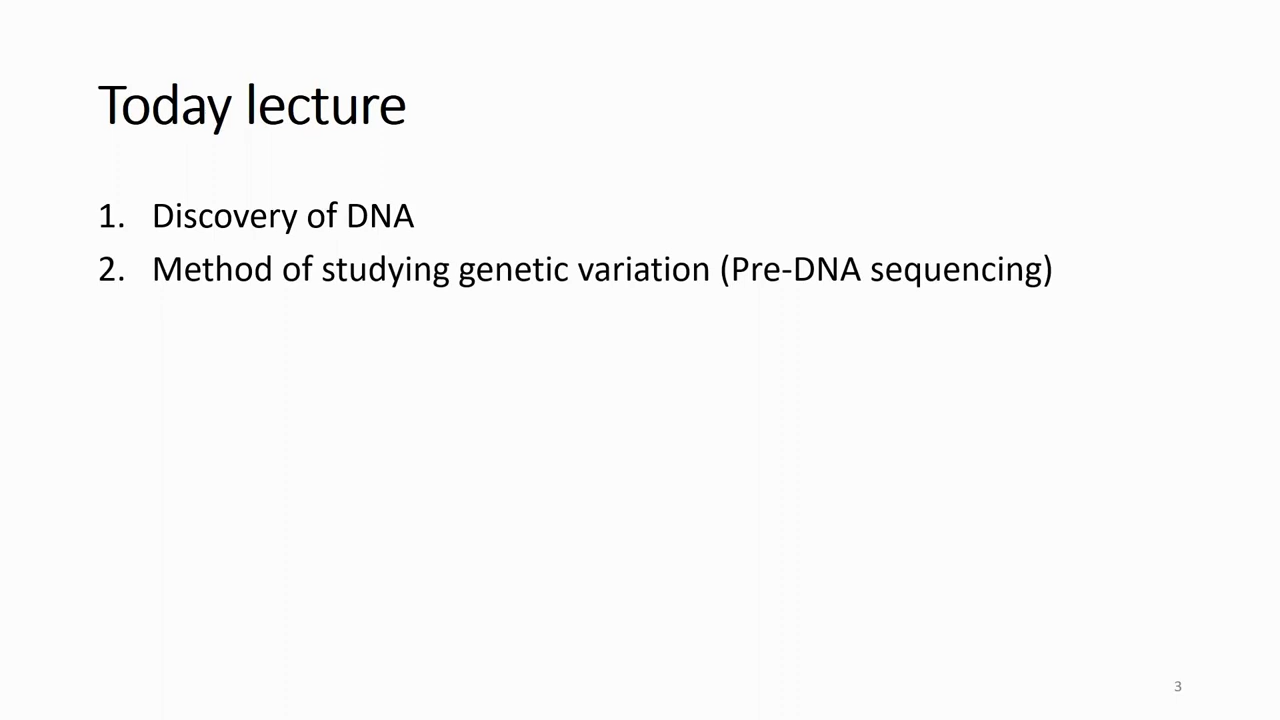 Today lecture
1. Discovery of DNA
2. Method of studying genetic variation (Pre-DNA sequencing)
3